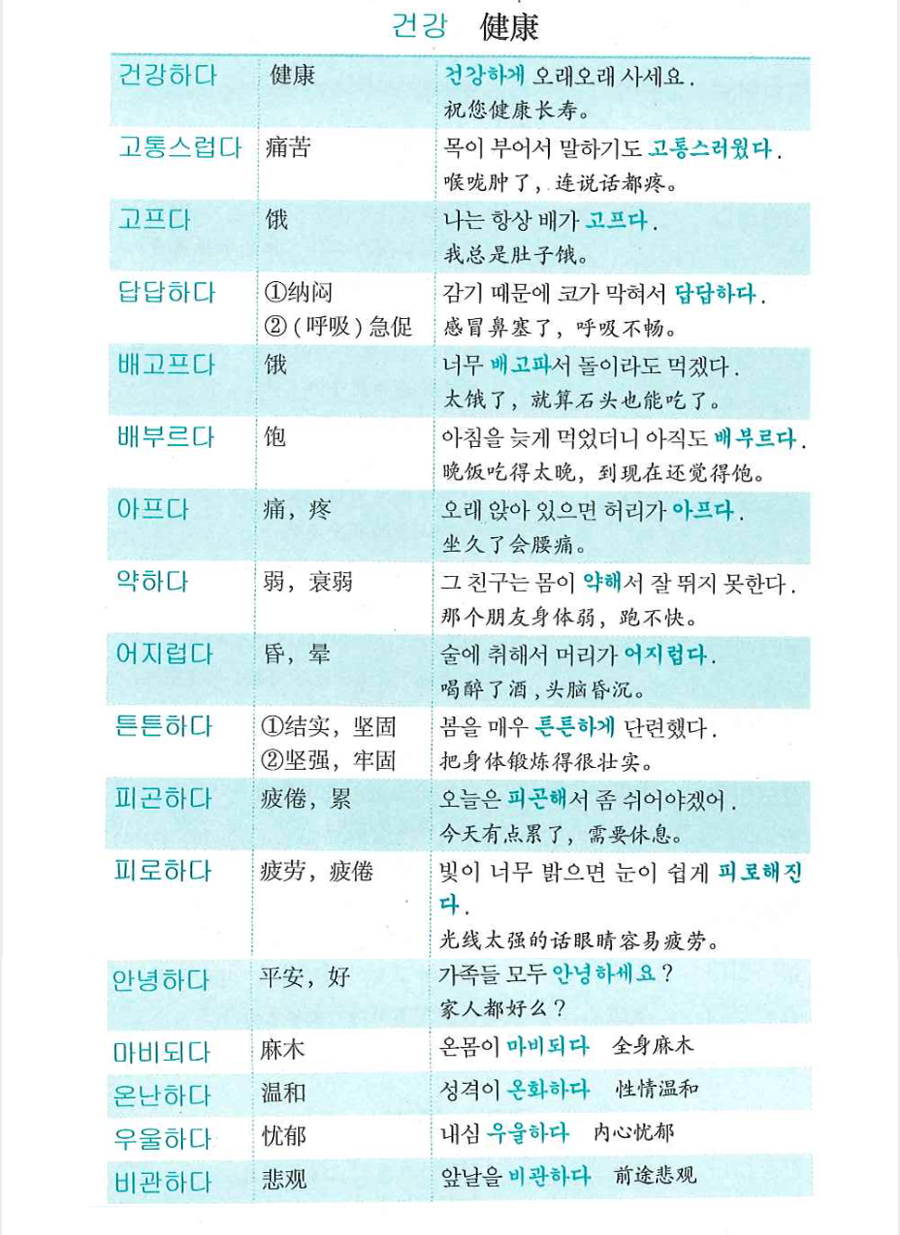 건강 健康
건강하다 健康 건강하게 오래오래 사세요.
祝您健康长寿。
고통스럽다 痛苦 목이 부어서 말하기도 고통스러웠다.
喉咙肿了，连说话都疼。
고프다 饿 나는 항상 배가 고프다.
我总是肚子饿。
답답하다 ①纳闷 감기 때문에 코가 막혀서 답답하다.
②(呼吸)急促 感冒鼻塞了，呼吸不畅。
배고프다 饿 너무 배고파서 돌이라도 먹겠다.
太饿了，就算石头也能吃了。
배부르다 饱 아침을 늦게 먹었더니 아직도 배부르다.
晚饭吃得太晚，到现在还觉得饱。
아프다 痛，疼 오래 앉아 있으면 허리가 아프다.
坐久了会腰痛。
약하다 弱，衰弱 그 친구는 몸이 약해서 잘 뛰지 못한다.
那个朋友身体弱，跑不快。
어지럽다 昏，晕 술에 취해서 머리가 어지럽다.
喝醉了酒,头脑昏沉。
튼튼하다 ①结实，坚固 봄을 매우 튼튼하게 단련했다.
②坚强，牢固 把身体锻炼得很壮实。
피곤하다 疲倦，累 오늘은 피곤해서 좀 쉬어야겠어.
今天有点累了，需要休息。
피로하다 疲劳，疲倦 빛이 너무 밝으면 눈이 쉽게 피로해진
다.
光线太强的话眼睛容易疲劳。
안녕하다 平安，好 가족들 모두 안녕하세요?
家人都好么?
마비되다 麻木 온몸이 마비되다 全身麻木
온난하다 温和 성격이 온화하다 性情温和
우울하다 忧郁 내심 우울하다 内心忧郁
비관하다 悲观 앞날을 비관하다 前途悲观